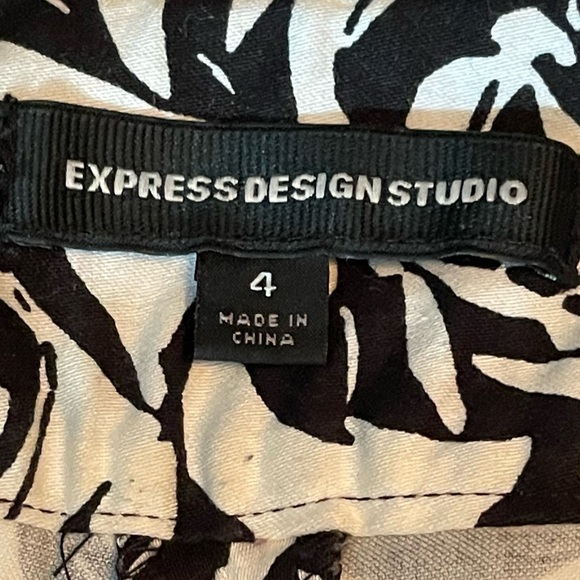 EXPRESS DESIGN STUDIO
4
MADE IN
CHINA